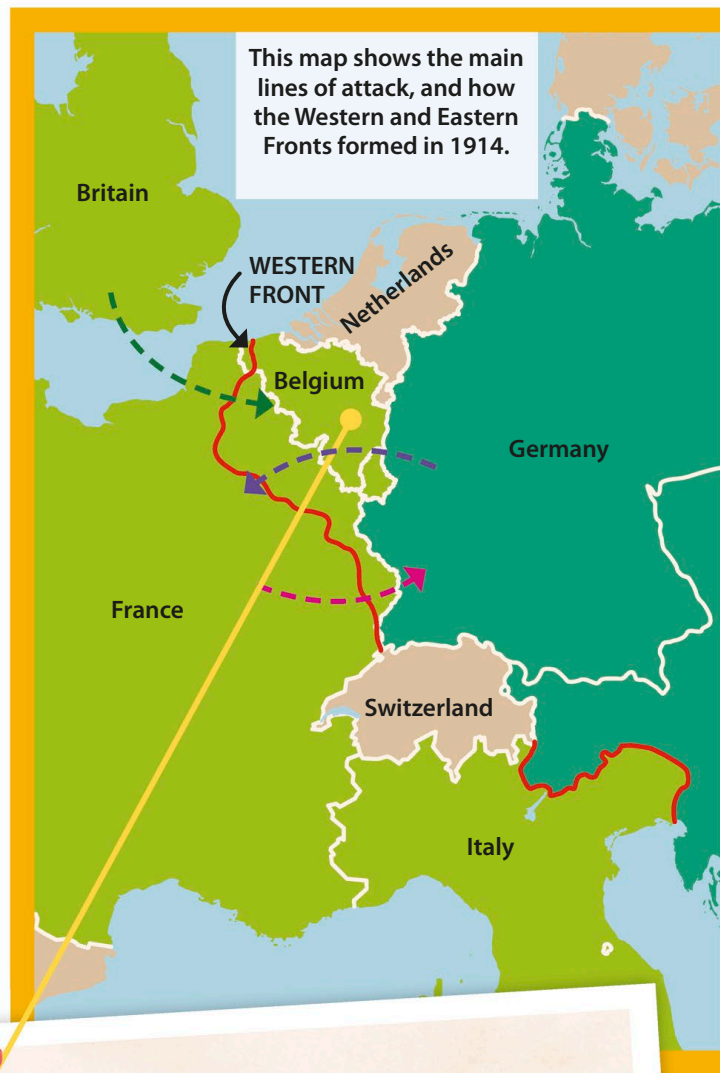 This map shows the main
lines of attack, and how
the Western and Eastern
Fronts formed in 1914.
Britain
WESTERN
FRONT
Netherlands
Belgium
Germany
France
Switzerland
Italy